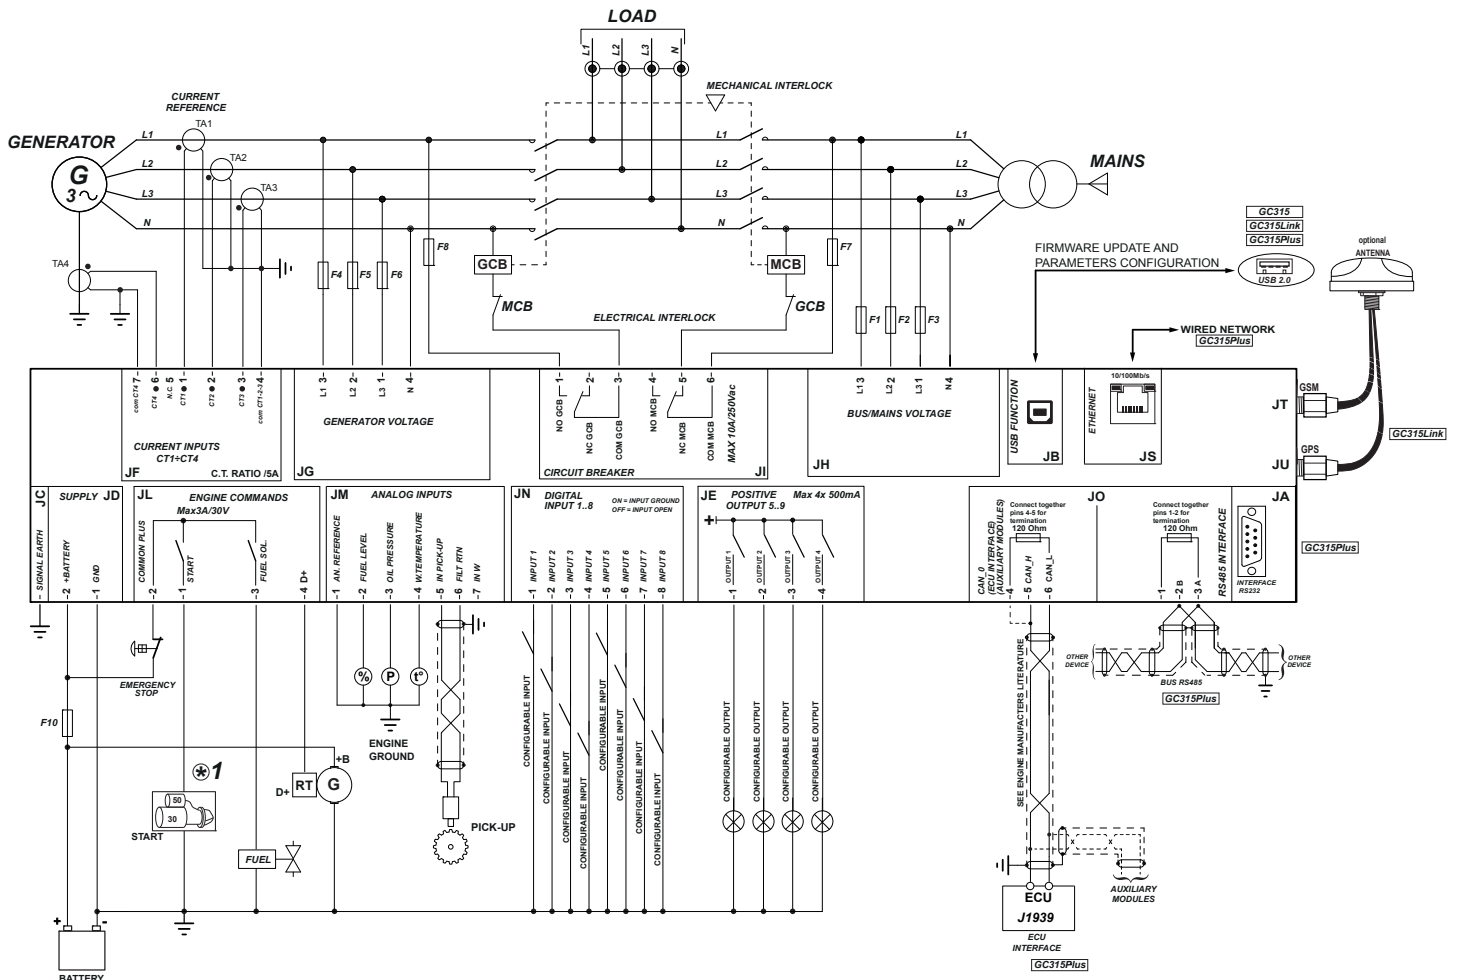 LOAD
L1
L2
L3
N
MECHANICAL INTERLOCK
CURRENT
REFERENCE
TA1
TA2
TA3
TA4
GENERATOR
G
3
L1
L2
L3
N
L1
L2
L3
N
L1
L2
L3
N
MAINS
F8
F4
F5
F6
GCB
MCB
MCB
GCB
ELECTRICAL INTERLOCK
F7
F1
F2
F3
FIRMWARE UPDATE AND
PARAMETERS CONFIGURATION
GC315
GC315Link
GC315Plus
USB 2.0
optional
ANTENNA
WIRED NETWORK
GC315Plus
com CT4 7
CT4 6
N.C. 5
CT1 1
CT2 2
CT3 3
com CT1-2-3 4
CURRENT INPUTS
CT1÷CT4
JF
C.T. RATIO /5A
L1 3
L2 2
L3 1
N 4
GENERATOR VOLTAGE
JG
1
2
3
4
5
6
NO GCB
NC GCB
COM GCB
NO MCB
NC MCB
COM MCB
MAX 10A/250Vac
CIRCUIT BREAKER
JI
L1 3
L2 2
L3 1
N 4
BUS/MAINS VOLTAGE
JH
USB FUNCTION
JB
10/100Mb/s
ETHERNET
JS
GSM
JT
GPS
JU
GC315Link
JC
SIGNAL EARTH
SUPPLY
JD
2 +BATTERY
1 GND
JL
ENGINE COMMANDS
Max3A/30V
COMMON PLUS
2
START
1
FUEL SOL.
3
D+
4
JM
ANALOG INPUTS
1 AN. REFERENCE
2 FUEL LEVEL
3 OIL PRESSURE
4 W.TEMPERATURE
5 IN PICK-UP
6 FILT RTN
7 IN W
JN
DIGITAL
INPUT 1..8
ON = INPUT GROUND
OFF = INPUT OPEN
1 INPUT 1
2 INPUT 2
3 INPUT 3
4 INPUT 4
5 INPUT 5
6 INPUT 6
7 INPUT 7
8 INPUT 8
JE
POSITIVE
OUTPUT 5..9
Max 4x 500mA
+
OUTPUT 1
OUTPUT 2
OUTPUT 3
OUTPUT 4
1
2
3
4
JO
CAN_0
(ECU INTERFACE)
(AUXILIARY MODULES)
Connect together
pins 4-5 for
termination
120 Ohm
4
5 CAN_H
6 CAN_L
Connect together
pins 1-2 for
termination
120 Ohm
1
2 B
3 A
RS485 INTERFACE
JA
INTERFACE
RS232
GC315Plus
EMERGENCY
STOP
F10
1
50
30
START
D+
RT
+B
G
FUEL
%
P
t°
ENGINE
GROUND
PICK-UP
CONFIGURABLE INPUT
CONFIGURABLE INPUT
CONFIGURABLE INPUT
CONFIGURABLE INPUT
CONFIGURABLE INPUT
CONFIGURABLE INPUT
CONFIGURABLE INPUT
CONFIGURABLE INPUT
CONFIGURABLE OUTPUT
CONFIGURABLE OUTPUT
CONFIGURABLE OUTPUT
CONFIGURABLE OUTPUT
SEE ENGINE MANUFACTERS LITERATURE
OTHER
DEVICE
OTHER
DEVICE
BUS RS485
GC315Plus
AUXILIARY
MODULES
ECU
J1939
ECU
INTERFACE
GC315Plus
+
-
BATTERY